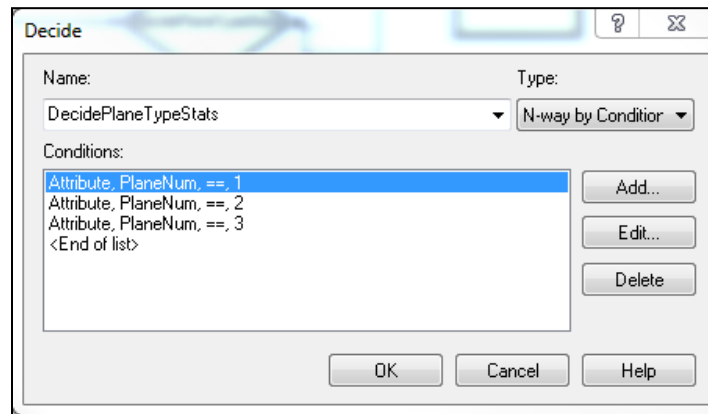 Decide
Name:
Type:
DecidePlaneTypeStats
N-way by Condition
Conditions:
Attribute, PlaneNum, ==, 1
Attribute, PlaneNum, ==, 2
Attribute, PlaneNum, ==, 3
<End of list>
Add...
Edit...
Delete
OK
Cancel
Help